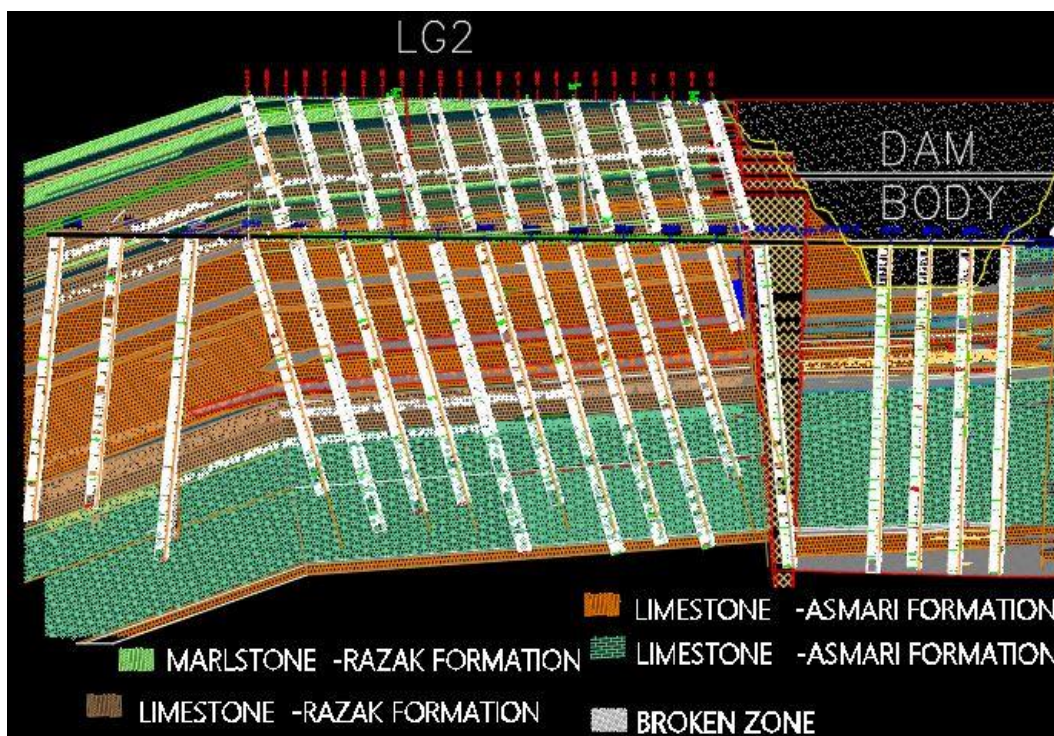 LG2
DAM
BODY
LIMESTONE -ASMARI FORMATION
MARLSTONE -RAZAK FORMATION
LIMESTONE -ASMARI FORMATION
LIMESTONE -RAZAK FORMATION
BROKEN ZONE